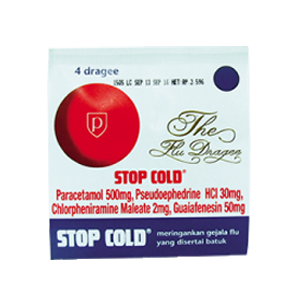 4 dragee
p
The
Flu Dragee
STOP COLD®
Paracetamol 500mg, Pseudoephedrine HCl 30mg,
Chlorpheniramine Maleate 2mg, Guaiafenesin 50mg
STOP COLD® meringankan gejala flu
yang disertai batuk